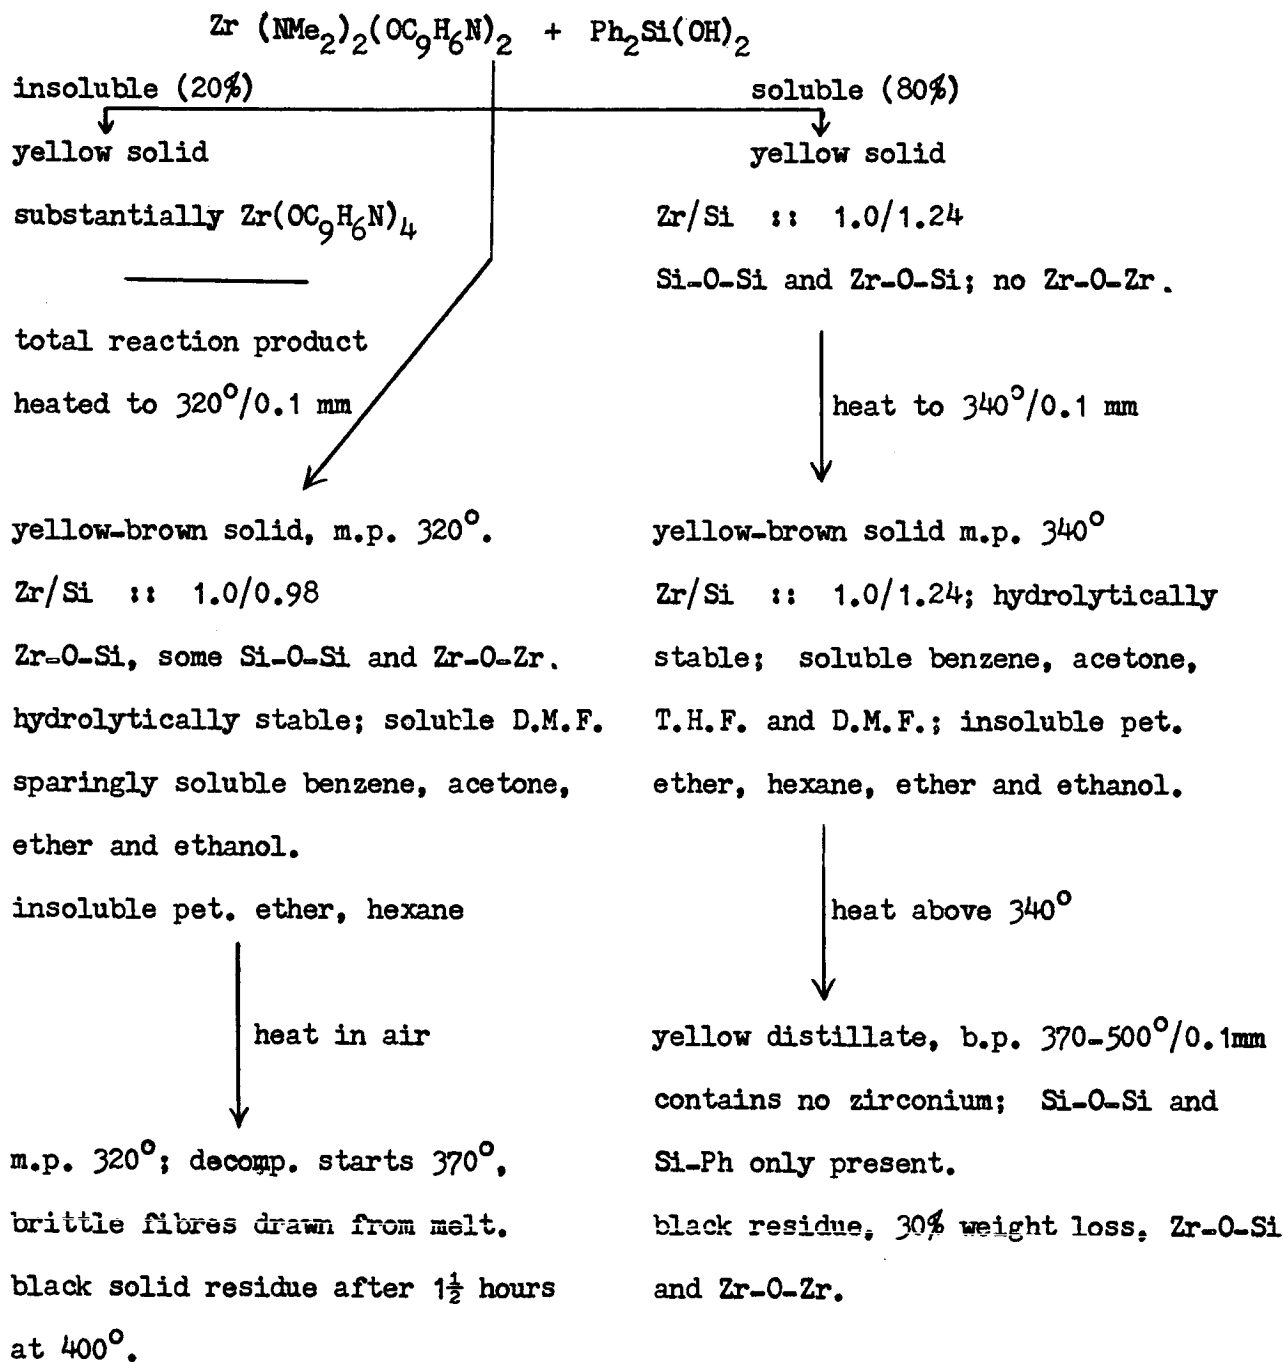 Zr (NMe2)2(OC9H6N)2 + Ph2Si(OH)2
insoluble (20%)
yellow solid
substantially Zr(OC9H6N)4
soluble (80%)
yellow solid
Zr/Si :: 1.0/1.24
Si-O-Si and Zr-O-Si; no Zr-O-Zr.
total reaction product
heated to 320°/0.1 mm
heat to 340°/0.1 mm
yellow-brown solid, m.p. 320°.
Zr/Si :: 1.0/0.98
Zr-O-Si, some Si-O-Si and Zr-O-Zr.
hydrolytically stable; soluble D.M.F.
sparingly soluble benzene, acetone,
ether and ethanol.
insoluble pet. ether, hexane
yellow-brown solid m.p. 340°
Zr/Si :: 1.0/1.24; hydrolytically
stable; soluble benzene, acetone,
T.H.F. and D.M.F.; insoluble pet.
ether, hexane, ether and ethanol.
heat in air
heat above 340°
m.p. 320°; decomp. starts 370°,
brittle fibres drawn from melt.
black solid residue after 1½ hours
at 400°.
yellow distillate, b.p. 370-500°/0.1mm
contains no zirconium; Si-O-Si and
Si-Ph only present.
black residue, 30% weight loss, Zr-O-Si
and Zr-O-Zr.